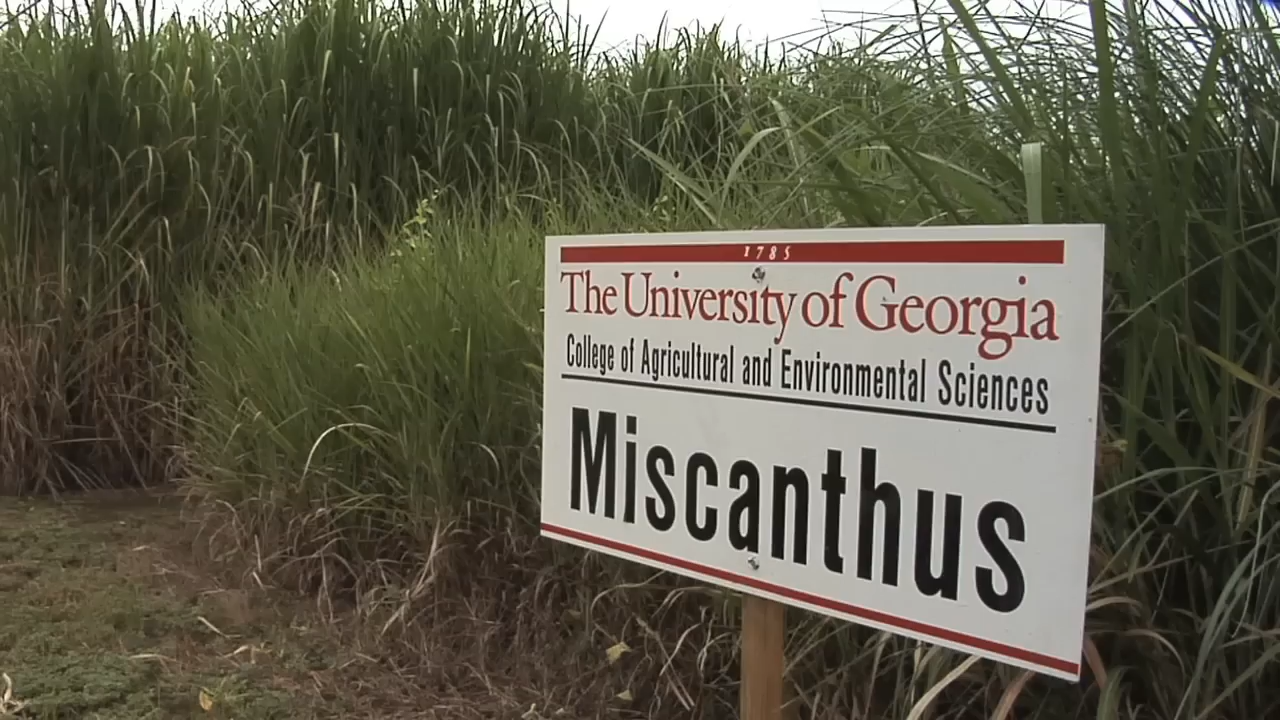 1785
The University of Georgia
College of Agricultural and Environmental Sciences
Miscanthus